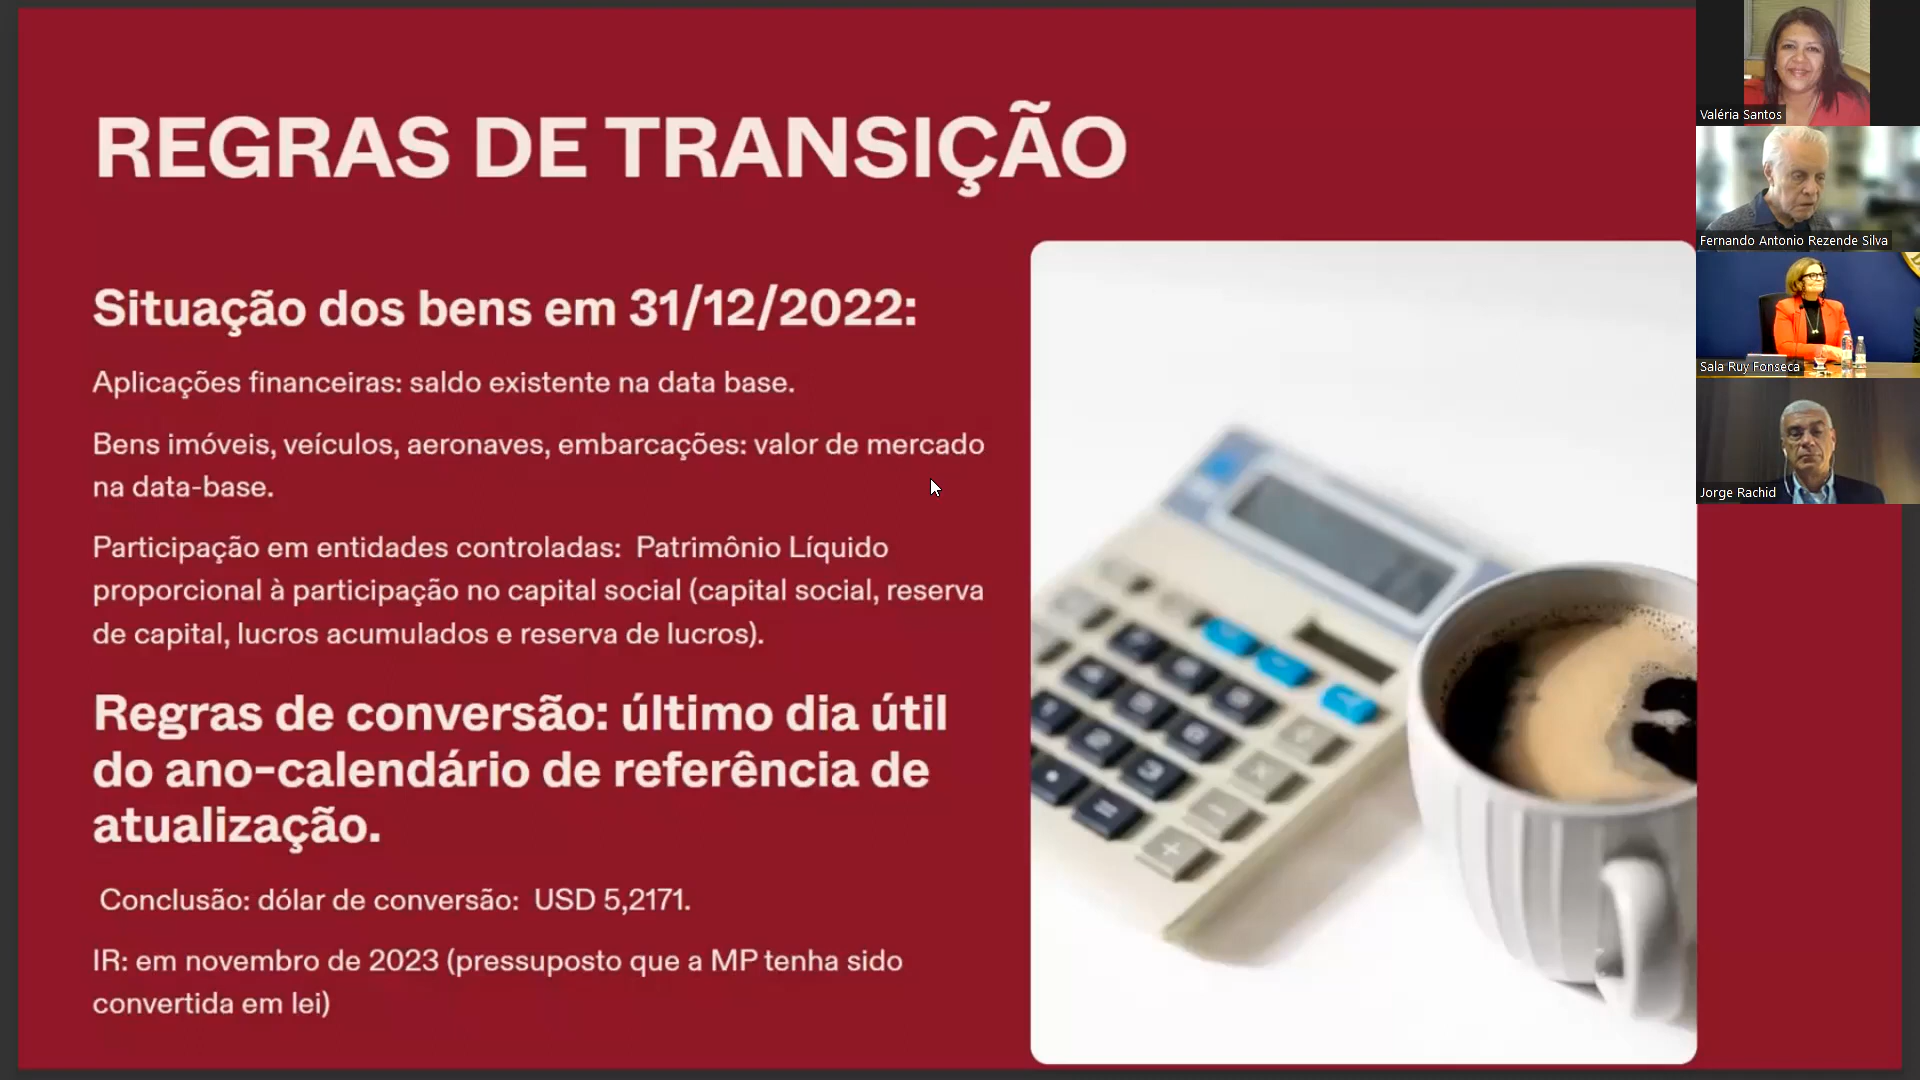 REGRAS DE TRANSIÇÃO
Situação dos bens em 31/12/2022:
Aplicações financeiras: saldo existente na data base.
Bens imóveis, veículos, aeronaves, embarcações: valor de mercado
na data-base.
Participação em entidades controladas: Patrimônio Líquido
proporcional à participação no capital social (capital social, reserva
de capital, lucros acumulados e reserva de lucros).
Regras de conversão: último dia útil
do ano-calendário de referência de
atualização.
Conclusão: dólar de conversão: USD 5,2171.
IR: em novembro de 2023 (pressuposto que a MP tenha sido
convertida em lei)
Valéria Santos
Fernando Antonio Rezende Silva
Sala Ruy Fonseca
Jorge Rachid